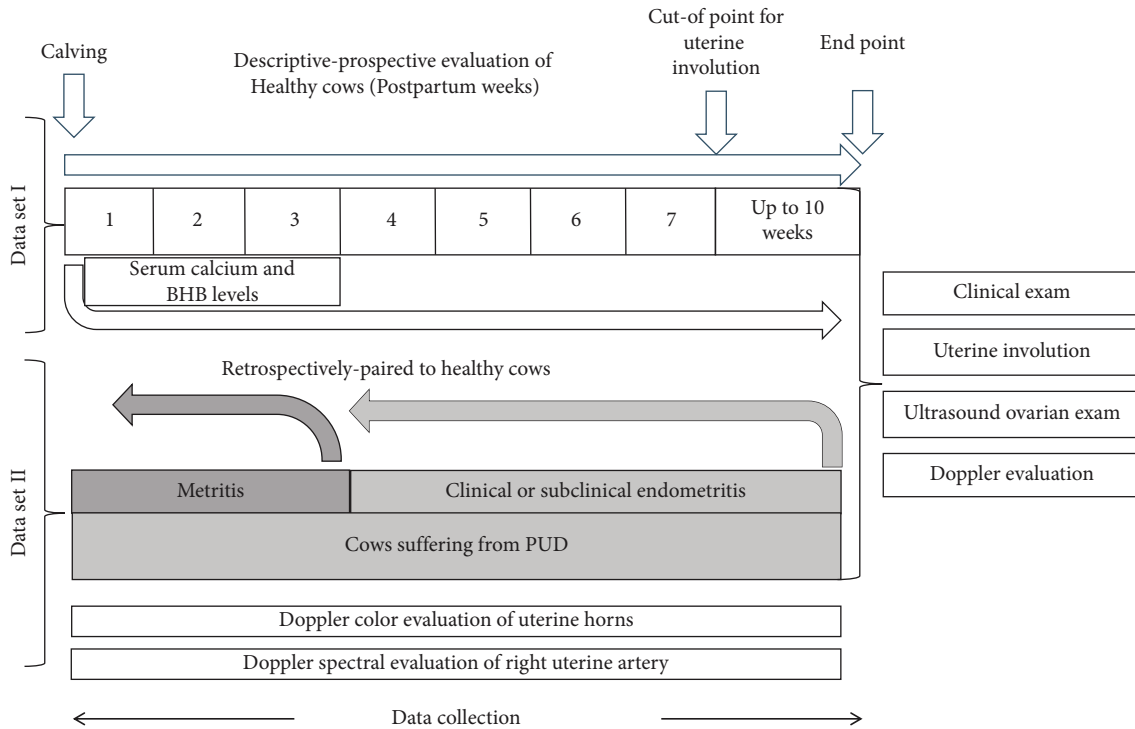 Calving
Descriptive-prospective evaluation of
Healthy cows (Postpartum weeks)
Cut-of point for
uterine
involution
End point
Data set I
1
2
3
4
5
6
7
Up to 10
weeks
Serum calcium and
BHB levels
Clinical exam
Uterine involution
Ultrasound ovarian exam
Doppler evaluation
Data set II
Retrospectively-paired to healthy cows
Metritis
Clinical or subclinical endometritis
Cows suffering from PUD
Doppler color evaluation of uterine horns
Doppler spectral evaluation of right uterine artery
Data collection